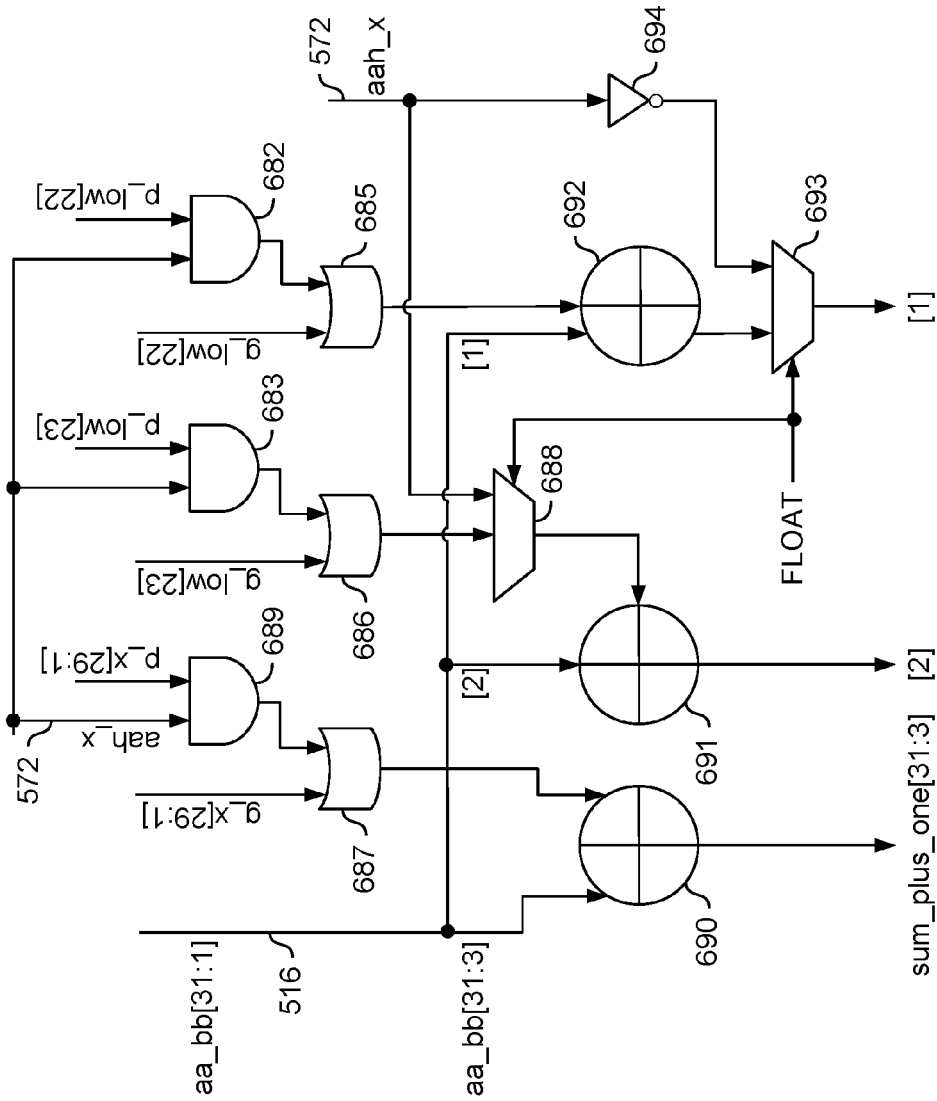 572
aah_x
694
p_low[22]
682
685
g_low[22]
692
693
[1]
[1]
p_low[23]
683
g_low[23]
686
688
FLOAT
p_x[29:1]
689
aah_x
572
g_x[29:1]
687
[2]
691
[2]
690
sum_plus_one[31:3]
aa_bb[31:1]
516
aa_bb[31:3]